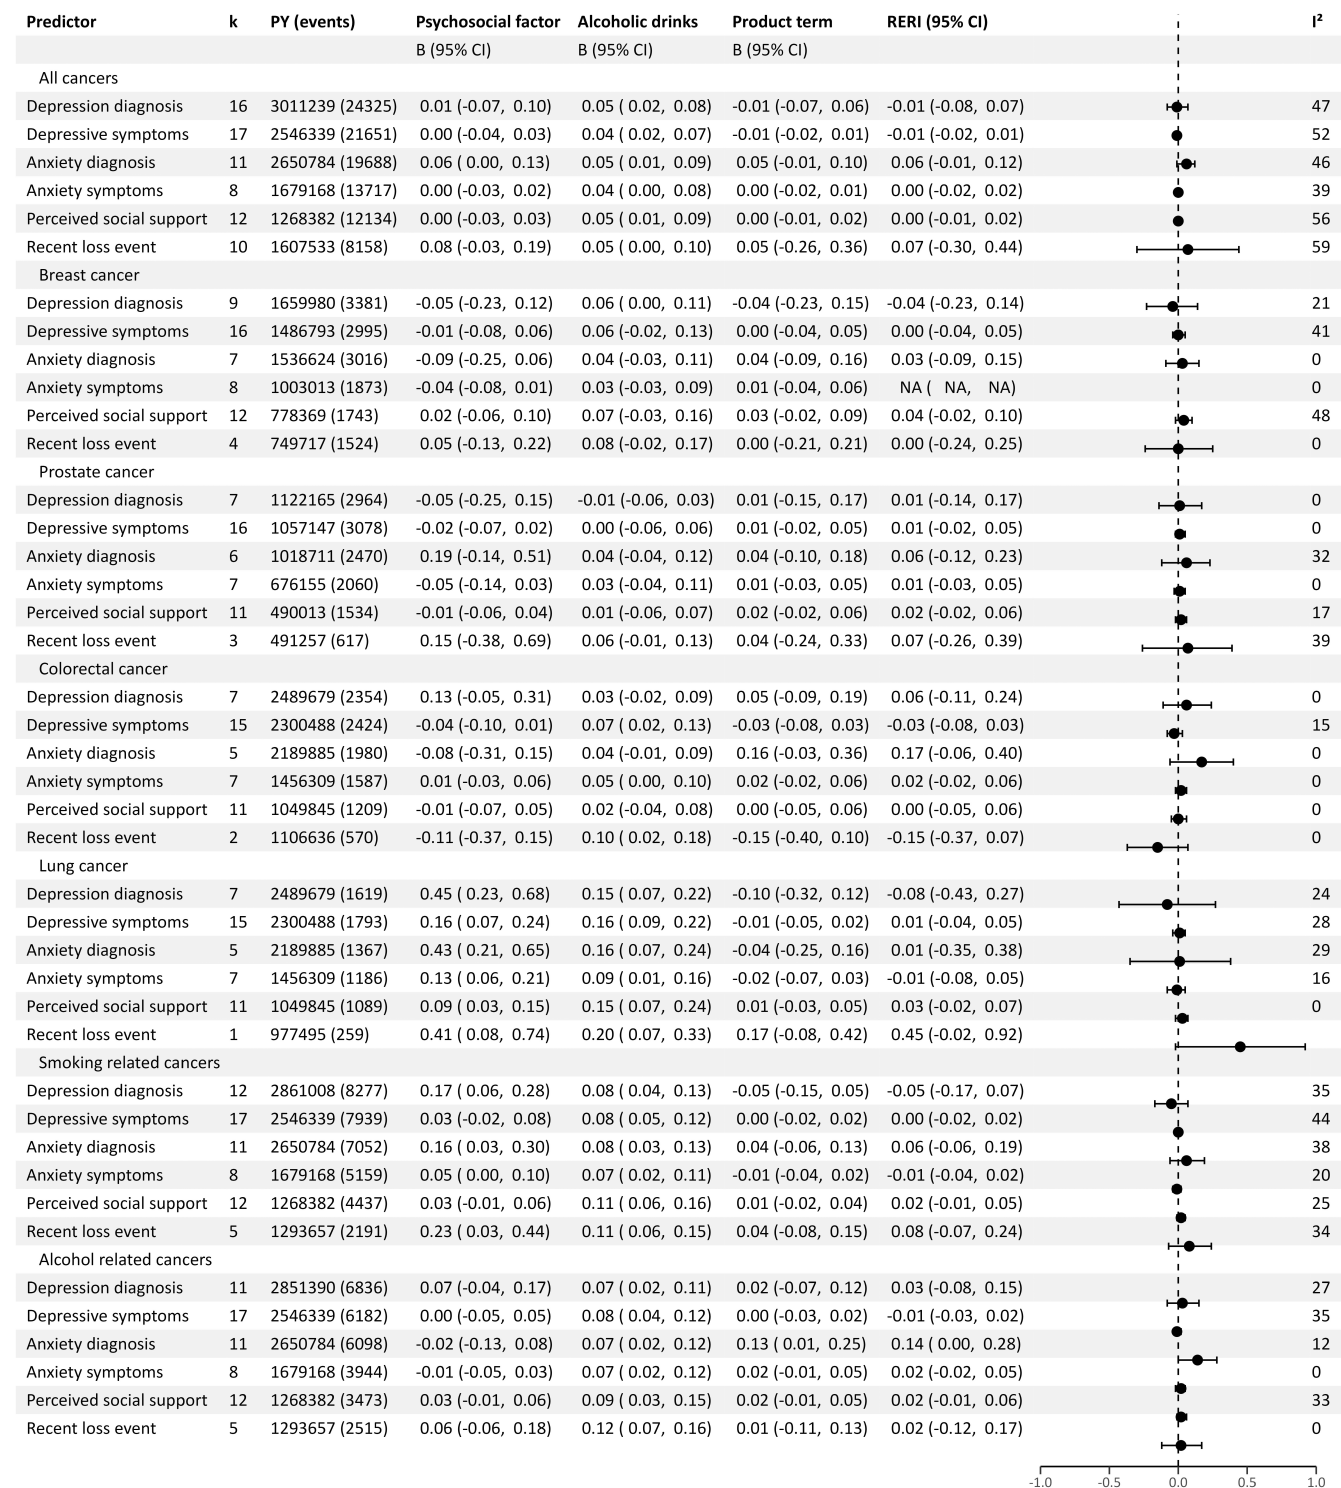 Predictor k PY (events) Psychosocial factor Alcoholic drinks Product term RERI (95% CI) I²
B (95% CI) B (95% CI) B (95% CI)
All cancers
Depression diagnosis 16 3011239 (24325) 0.01 (-0.07, 0.10) 0.05 ( 0.02, 0.08) -0.01 (-0.07, 0.06) -0.01 (-0.08, 0.07) 47
Depressive symptoms 17 2546339 (21651) 0.00 (-0.04, 0.03) 0.04 ( 0.02, 0.07) -0.01 (-0.02, 0.01) -0.01 (-0.02, 0.01) 52
Anxiety diagnosis 11 2650784 (19688) 0.06 ( 0.00, 0.13) 0.05 ( 0.01, 0.09) 0.05 (-0.01, 0.10) 0.06 (-0.01, 0.12) 46
Anxiety symptoms 8 1679168 (13717) 0.00 (-0.03, 0.02) 0.04 ( 0.00, 0.08) 0.00 (-0.02, 0.01) 0.00 (-0.02, 0.02) 39
Perceived social support 12 1268382 (12134) 0.00 (-0.03, 0.03) 0.05 ( 0.01, 0.09) 0.00 (-0.01, 0.02) 0.00 (-0.01, 0.02) 56
Recent loss event 10 1607533 (8158) 0.08 (-0.03, 0.19) 0.05 ( 0.00, 0.10) 0.05 (-0.26, 0.36) 0.07 (-0.30, 0.44) 59
Breast cancer
Depression diagnosis 9 1659980 (3381) -0.05 (-0.23, 0.12) 0.06 ( 0.00, 0.11) -0.04 (-0.23, 0.15) -0.04 (-0.23, 0.14) 21
Depressive symptoms 16 1486793 (2995) -0.01 (-0.08, 0.06) 0.06 (-0.02, 0.13) 0.00 (-0.04, 0.05) 0.00 (-0.04, 0.05) 41
Anxiety diagnosis 7 1536624 (3016) -0.09 (-0.25, 0.06) 0.04 (-0.03, 0.11) 0.04 (-0.09, 0.16) 0.03 (-0.09, 0.15) 0
Anxiety symptoms 8 1003013 (1873) -0.04 (-0.08, 0.01) 0.03 (-0.03, 0.09) 0.01 (-0.04, 0.06) NA ( NA, NA) 0
Perceived social support 12 778369 (1743) 0.02 (-0.06, 0.10) 0.07 (-0.03, 0.16) 0.03 (-0.02, 0.09) 0.04 (-0.02, 0.10) 48
Recent loss event 4 749717 (1524) 0.05 (-0.13, 0.22) 0.08 (-0.02, 0.17) 0.00 (-0.21, 0.21) 0.00 (-0.24, 0.25) 0
Prostate cancer
Depression diagnosis 7 1122165 (2964) -0.05 (-0.25, 0.15) -0.01 (-0.06, 0.03) 0.01 (-0.15, 0.17) 0.01 (-0.14, 0.17) 0
Depressive symptoms 16 1057147 (3078) -0.02 (-0.07, 0.02) 0.00 (-0.06, 0.06) 0.01 (-0.02, 0.05) 0.01 (-0.02, 0.05) 0
Anxiety diagnosis 6 1018711 (2470) 0.19 (-0.14, 0.51) 0.04 (-0.04, 0.12) 0.04 (-0.10, 0.18) 0.06 (-0.12, 0.23) 32
Anxiety symptoms 7 676155 (2060) -0.05 (-0.14, 0.03) 0.03 (-0.04, 0.11) 0.01 (-0.03, 0.05) 0.01 (-0.03, 0.05) 0
Perceived social support 11 490013 (1534) -0.01 (-0.06, 0.04) 0.01 (-0.06, 0.07) 0.02 (-0.02, 0.06) 0.02 (-0.02, 0.06) 17
Recent loss event 3 491257 (617) 0.15 (-0.38, 0.69) 0.06 (-0.01, 0.13) 0.04 (-0.24, 0.33) 0.07 (-0.26, 0.39) 39
Colorectal cancer
Depression diagnosis 7 2489679 (2354) 0.13 (-0.05, 0.31) 0.03 (-0.02, 0.09) 0.05 (-0.09, 0.19) 0.06 (-0.11, 0.24) 0
Depressive symptoms 15 2300488 (2424) -0.04 (-0.10, 0.01) 0.07 ( 0.02, 0.13) -0.03 (-0.08, 0.03) -0.03 (-0.08, 0.03) 15
Anxiety diagnosis 5 2189885 (1980) -0.08 (-0.31, 0.15) 0.04 (-0.01, 0.09) 0.16 (-0.03, 0.36) 0.17 (-0.06, 0.40) 0
Anxiety symptoms 7 1456309 (1587) 0.01 (-0.03, 0.06) 0.05 ( 0.00, 0.10) 0.02 (-0.02, 0.06) 0.02 (-0.02, 0.06) 0
Perceived social support 11 1049845 (1209) -0.01 (-0.07, 0.05) 0.02 (-0.04, 0.08) 0.00 (-0.05, 0.06) 0.00 (-0.05, 0.06) 0
Recent loss event 2 1106636 (570) -0.11 (-0.37, 0.15) 0.10 ( 0.02, 0.18) -0.15 (-0.40, 0.10) -0.15 (-0.37, 0.07) 0
Lung cancer
Depression diagnosis 7 2489679 (1619) 0.45 ( 0.23, 0.68) 0.15 ( 0.07, 0.22) -0.10 (-0.32, 0.12) -0.08 (-0.43, 0.27) 24
Depressive symptoms 15 2300488 (1793) 0.16 ( 0.07, 0.24) 0.16 ( 0.09, 0.22) -0.01 (-0.05, 0.02) 0.01 (-0.04, 0.05) 28
Anxiety diagnosis 5 2189885 (1367) 0.43 ( 0.21, 0.65) 0.16 ( 0.07, 0.24) -0.04 (-0.25, 0.16) 0.01 (-0.35, 0.38) 29
Anxiety symptoms 7 1456309 (1186) 0.13 ( 0.06, 0.21) 0.09 ( 0.01, 0.16) -0.02 (-0.07, 0.03) -0.01 (-0.08, 0.05) 16
Perceived social support 11 1049845 (1089) 0.09 ( 0.03, 0.15) 0.15 ( 0.07, 0.24) 0.01 (-0.03, 0.05) 0.03 (-0.02, 0.07) 0
Recent loss event 1 977495 (259) 0.41 ( 0.08, 0.74) 0.20 ( 0.07, 0.33) 0.17 (-0.08, 0.42) 0.45 (-0.02, 0.92)
Smoking related cancers
Depression diagnosis 12 2861008 (8277) 0.17 ( 0.06, 0.28) 0.08 ( 0.04, 0.13) -0.05 (-0.15, 0.05) -0.05 (-0.17, 0.07) 35
Depressive symptoms 17 2546339 (7939) 0.03 (-0.02, 0.08) 0.08 ( 0.05, 0.12) 0.00 (-0.02, 0.02) 0.00 (-0.02, 0.02) 44
Anxiety diagnosis 11 2650784 (7052) 0.16 ( 0.03, 0.30) 0.08 ( 0.03, 0.13) 0.04 (-0.06, 0.13) 0.06 (-0.06, 0.19) 38
Anxiety symptoms 8 1679168 (5159) 0.05 ( 0.00, 0.10) 0.07 ( 0.02, 0.11) -0.01 (-0.04, 0.02) -0.01 (-0.04, 0.02) 20
Perceived social support 12 1268382 (4437) 0.03 (-0.01, 0.06) 0.11 ( 0.06, 0.16) 0.01 (-0.02, 0.04) 0.02 (-0.01, 0.05) 25
Recent loss event 5 1293657 (2191) 0.23 ( 0.03, 0.44) 0.11 ( 0.06, 0.15) 0.04 (-0.08, 0.15) 0.08 (-0.07, 0.24) 34
Alcohol related cancers
Depression diagnosis 11 2851390 (6836) 0.07 (-0.04, 0.17) 0.07 ( 0.02, 0.11) 0.02 (-0.07, 0.12) 0.03 (-0.08, 0.15) 27
Depressive symptoms 17 2546339 (6182) 0.00 (-0.05, 0.05) 0.08 ( 0.04, 0.12) 0.00 (-0.03, 0.02) -0.01 (-0.03, 0.02) 35
Anxiety diagnosis 11 2650784 (6098) -0.02 (-0.13, 0.08) 0.07 ( 0.02, 0.12) 0.13 ( 0.01, 0.25) 0.14 ( 0.00, 0.28) 12
Anxiety symptoms 8 1679168 (3944) -0.01 (-0.05, 0.03) 0.07 ( 0.02, 0.12) 0.02 (-0.01, 0.05) 0.02 (-0.02, 0.05) 0
Perceived social support 12 1268382 (3473) 0.03 (-0.01, 0.06) 0.09 ( 0.03, 0.15) 0.02 (-0.01, 0.05) 0.02 (-0.01, 0.06) 33
Recent loss event 5 1293657 (2515) 0.06 (-0.06, 0.18) 0.12 ( 0.07, 0.16) 0.01 (-0.11, 0.13) 0.02 (-0.12, 0.17) 0
-1.0 -0.5 0.0 0.5 1.0